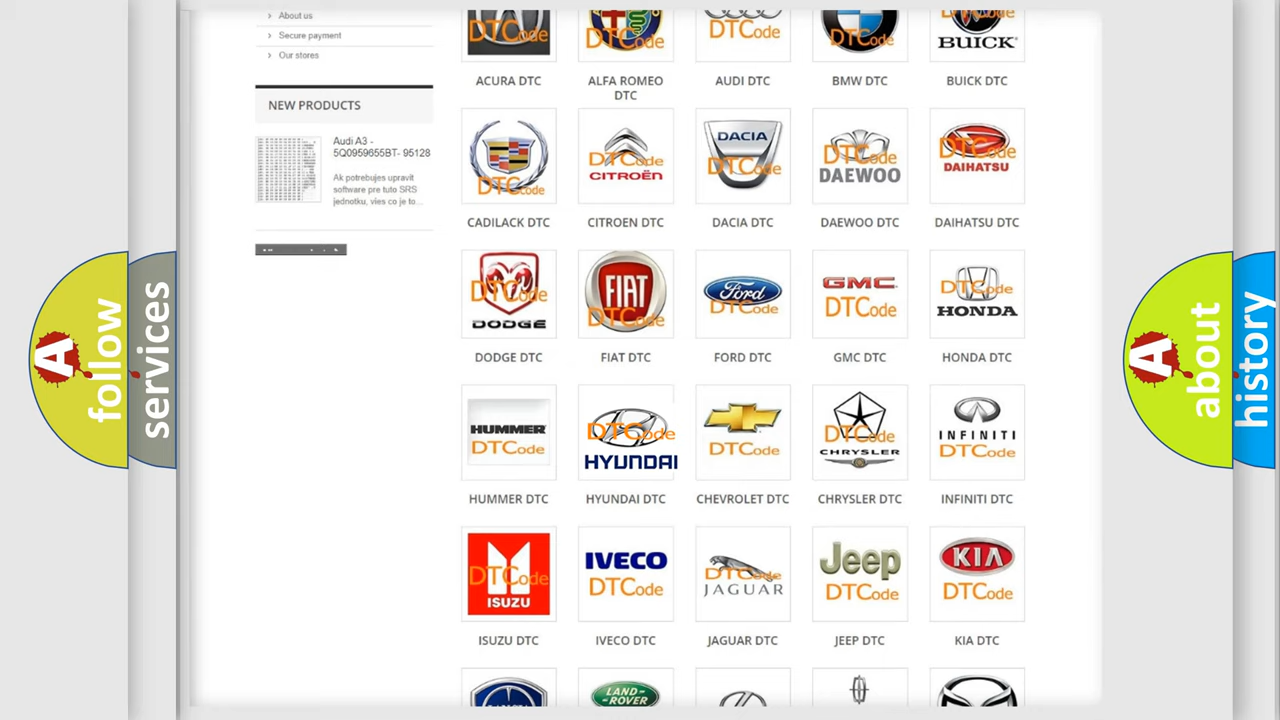 About us
Secure payment
Our stores
NEW PRODUCTS
Audi A3 -
5Q0959655BT- 95128
Ak potrebujes upravit
software pre tuto SRS
jednotku, vies co je to...
A
follow
services
A
about
history
DTCode
DTCode
DTCode
DTCode
BUICK
ACURA DTC
ALFA ROMEO
DTC
AUDI DTC
BMW DTC
BUICK DTC
DTCode
DTCode
CITROËN
DACIA
DTCode
DTCode
DAEWOO
DTCode
DAIHATSU
CADILACK DTC
CITROEN DTC
DACIA DTC
DAEWOO DTC
DAIHATSU DTC
DTCode
DODGE
FIAT
DTCode
Ford
DTCode
GMC
DTCode
DTCode
HONDA
DODGE DTC
FIAT DTC
FORD DTC
GMC DTC
HONDA DTC
HUMMER
DTCode
DTCode
HYUNDAI
DTCode
DTCode
CHRYSLER
INFINITI
DTCode
HUMMER DTC
HYUNDAI DTC
CHEVROLET DTC
CHRYSLER DTC
INFINITI DTC
DTCode
ISUZU
IVECO
DTCode
DTCode
JAGUAR
Jeep
DTCode
KIA
DTCode
ISUZU DTC
IVECO DTC
JAGUAR DTC
JEEP DTC
KIA DTC
LAND-
ROVER